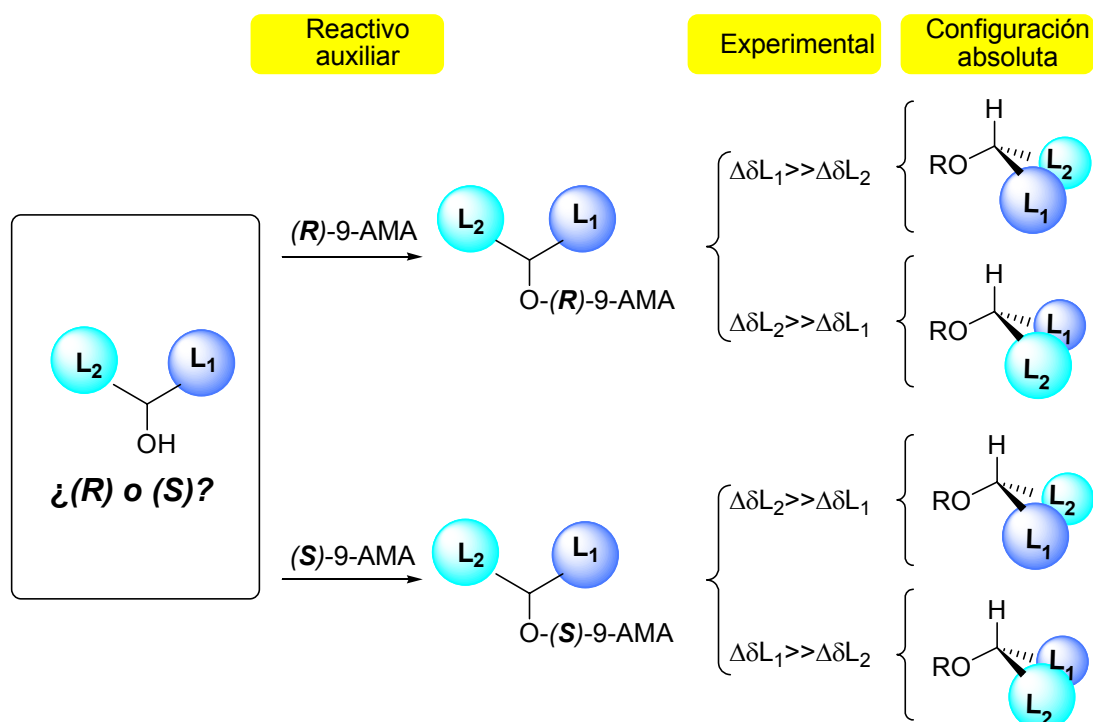 Reactivo
auxiliar
Experimental
Configuración
absoluta
L2
L1
OH
¿(R) o (S)?
(R)-9-AMA
L2
L1
O-(R)-9-AMA
ΔδL1>>ΔδL2
H
RO
L2
L1
ΔδL2>>ΔδL1
H
RO
L1
L2
(S)-9-AMA
L2
L1
O-(S)-9-AMA
ΔδL2>>ΔδL1
H
RO
L2
L1
ΔδL1>>ΔδL2
H
RO
L1
L2